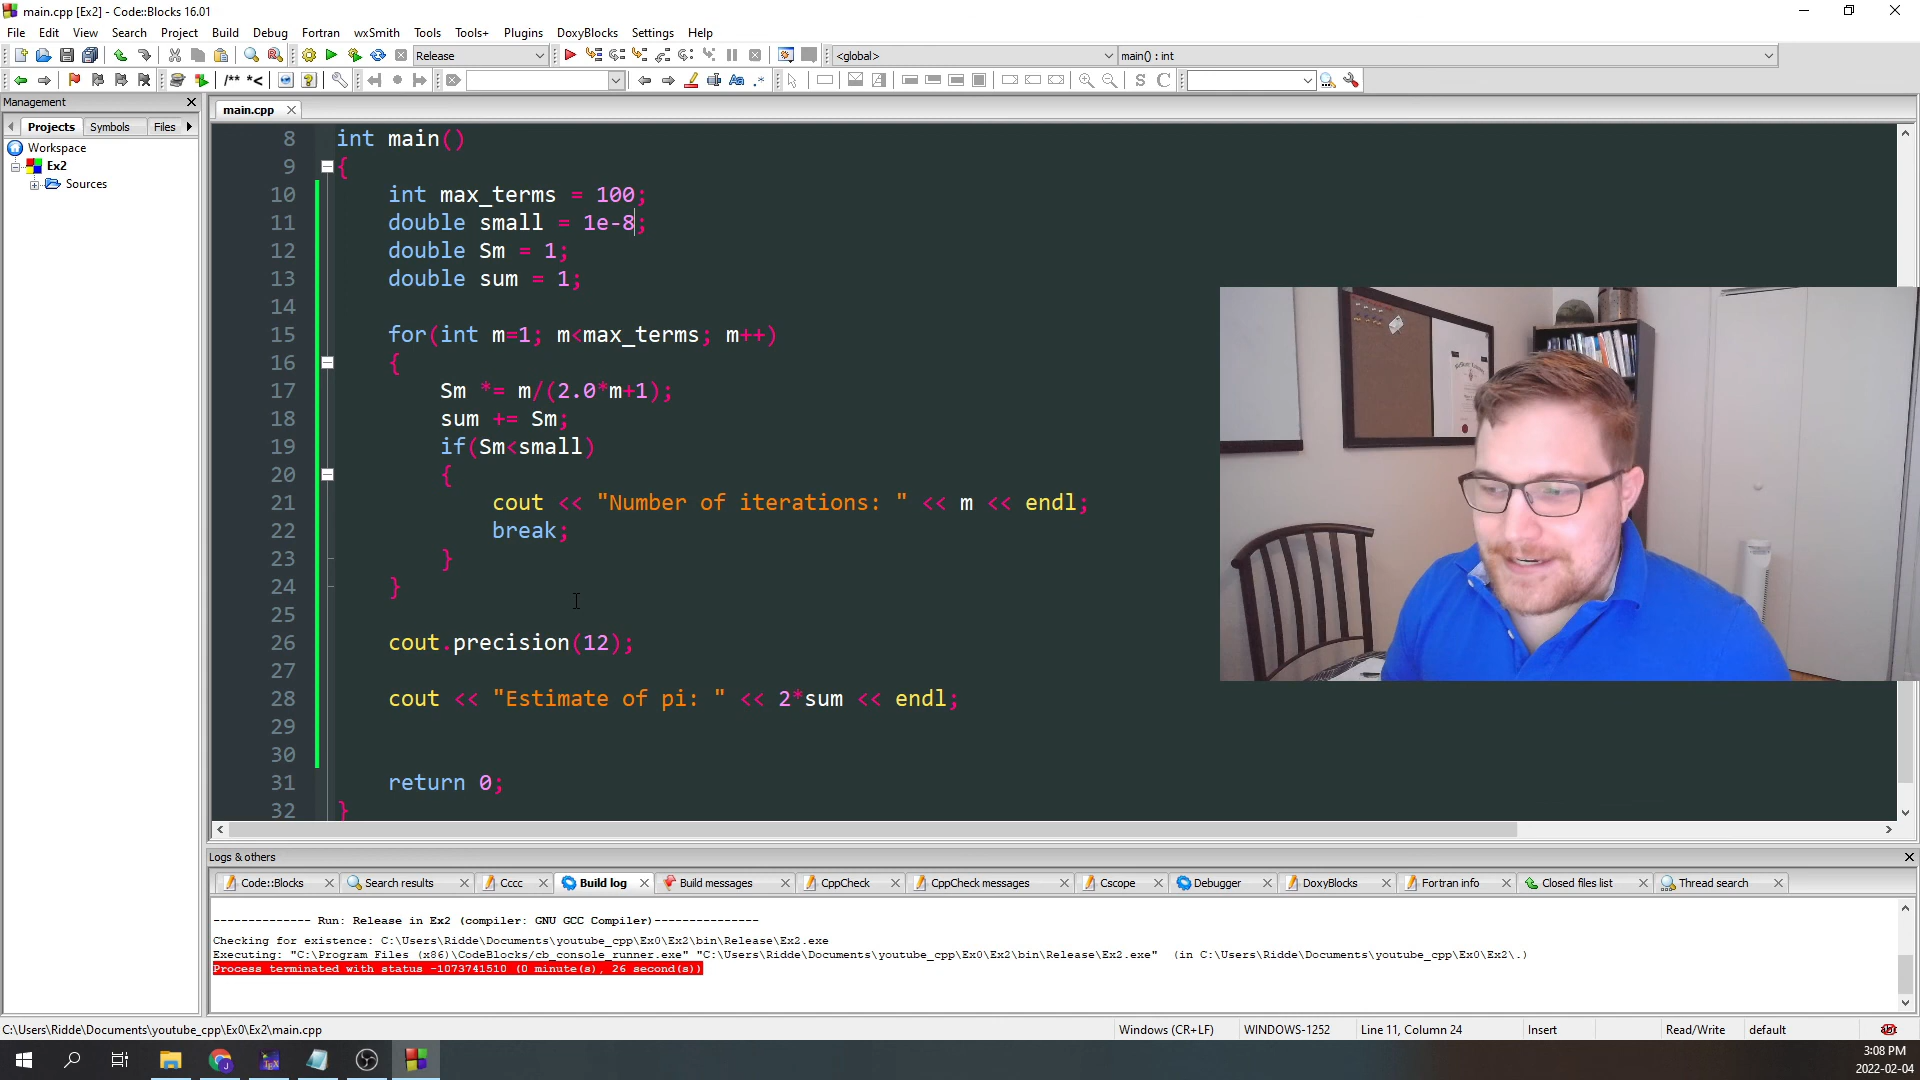 main.cpp [Ex2] - Code::Blocks 16.01
File Edit View Search Project Build Debug Fortran wxSmith Tools Tools+ Plugins DoxyBlocks Settings Help
Release
<global>
main() : int
/** *<
Aa .*
S C
Management
Projects Symbols Files
Workspace
Ex2
Sources
main.cpp
8 int main()
9 {
10 int max_terms = 100;
11 double small = 1e-8;
12 double Sm = 1;
13 double sum = 1;
14
15 for(int m=1; m<max_terms; m++)
16 {
17 Sm *= m/(2.0*m+1);
18 sum += Sm;
19 if(Sm<small)
20 {
21 cout << "Number of iterations: " << m << endl;
22 break;
23 }
24 }
25
26 cout.precision(12);
27
28 cout << "Estimate of pi: " << 2*sum << endl;
29
30
31 return 0;
32 }
Logs & others
Code::Blocks Search results Cccc Build log Build messages CppCheck CppCheck messages Cscope Debugger DoxyBlocks Fortran info Closed files list Thread search
-------------- Run: Release in Ex2 (compiler: GNU GCC Compiler)---------------
Checking for existence: C:\Users\Ridde\Documents\youtube_cpp\Ex0\Ex2\bin\Release\Ex2.exe
Executing: "C:\Program Files (x86)\CodeBlocks/cb_console_runner.exe" "C:\Users\Ridde\Documents\youtube_cpp\Ex0\Ex2\bin\Release\Ex2.exe"  (in C:\Users\Ridde\Documents\youtube_cpp\Ex0\Ex2\.)
Process terminated with status -1073741510 (0 minute(s), 26 second(s))
C:\Users\Ridde\Documents\youtube_cpp\Ex0\Ex2\main.cpp
Windows (CR+LF) WINDOWS-1252 Line 11, Column 24 Insert Read/Write default
3:08 PM
2022-02-04